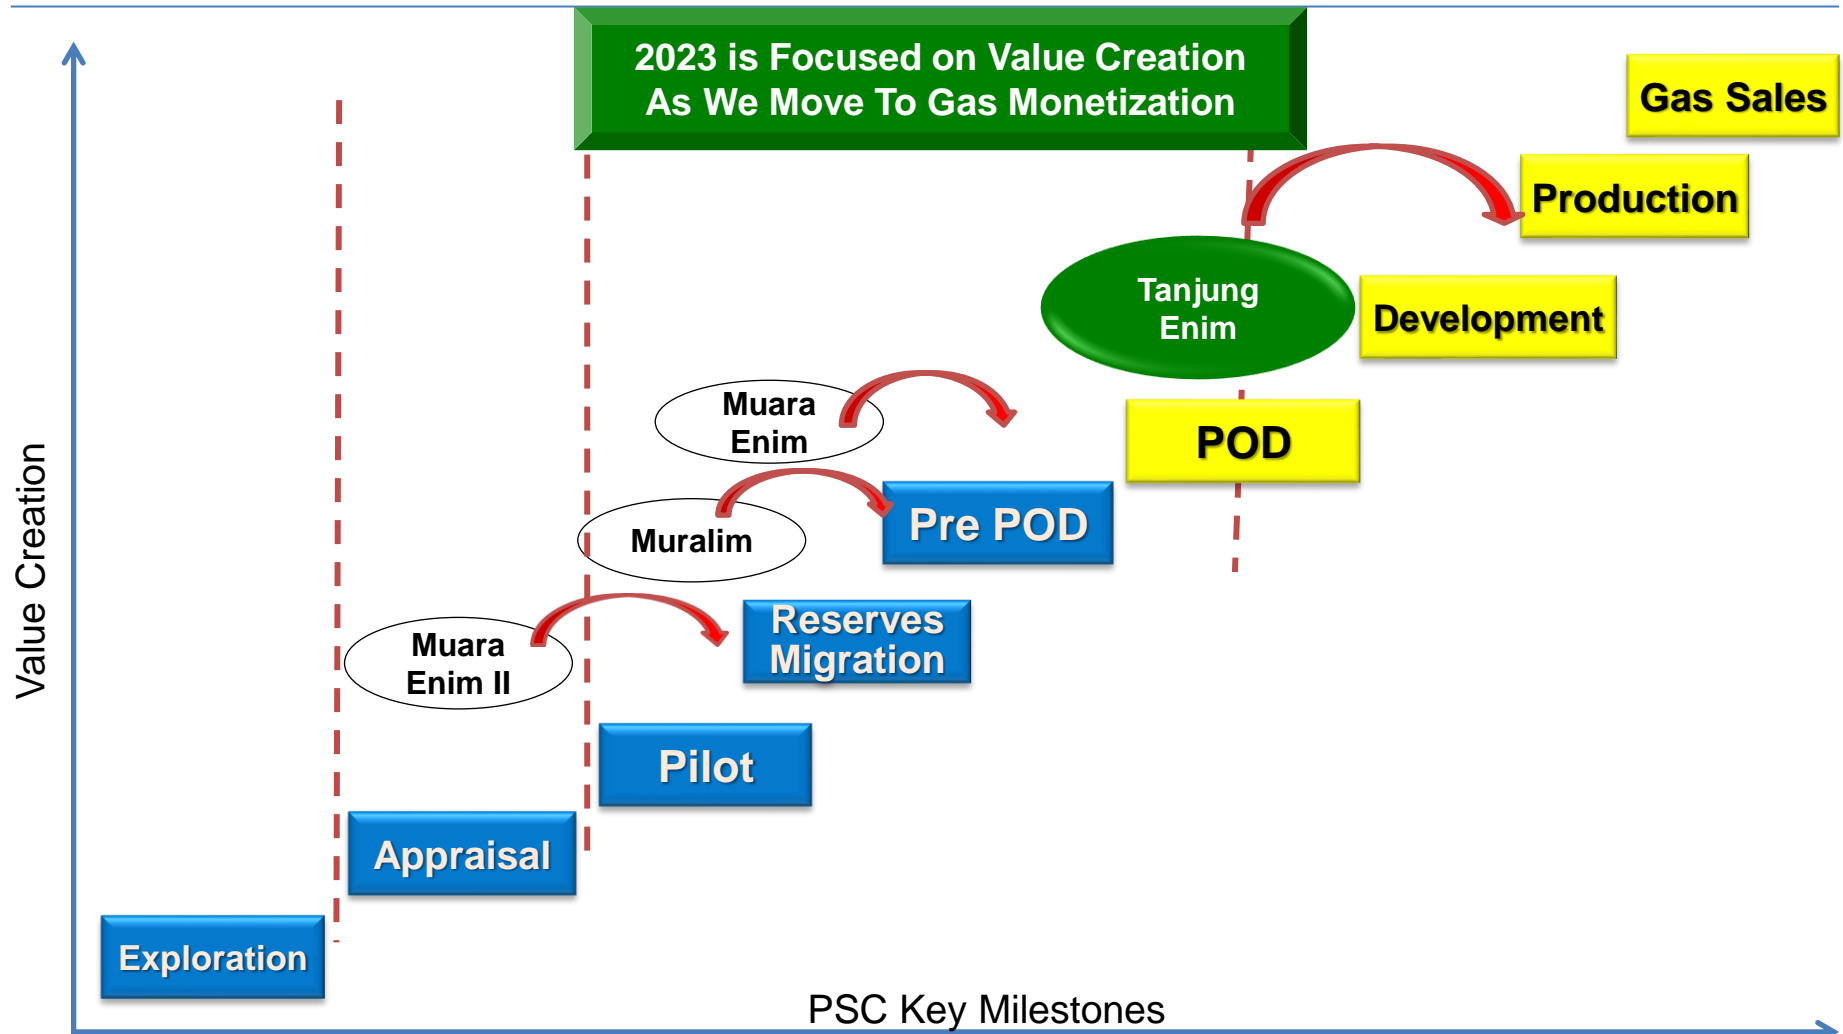 2023 is Focused on Value Creation
As We Move To Gas Monetization
Gas Sales
Production
Tanjung
Enim
Development
Muara
Enim
POD
Muralim
Pre POD
Muara
Enim II
Reserves
Migration
Pilot
Appraisal
Exploration
Value Creation
PSC Key Milestones